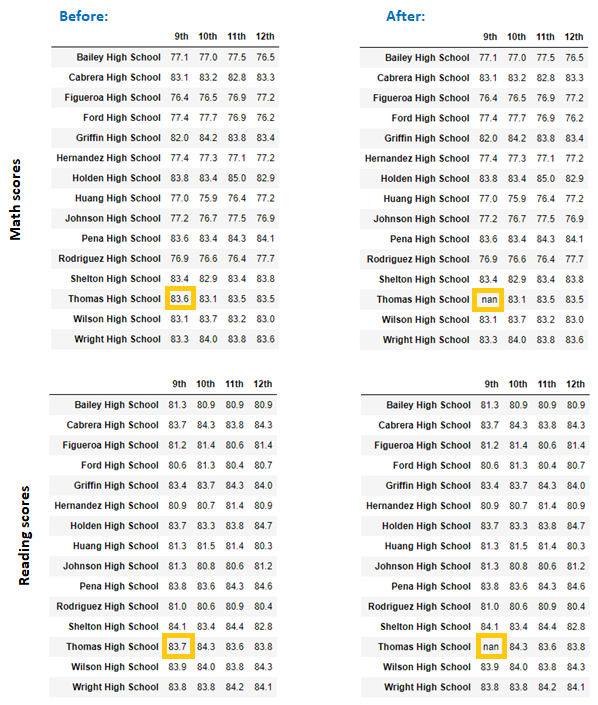 Before: After:
Math scores
9th 10th 11th 12th 9th 10th 11th 12th
Bailey High School 77.1 77.0 77.5 76.5 Bailey High School 77.1 77.0 77.5 76.5
Cabrera High School 83.1 83.2 82.8 83.3 Cabrera High School 83.1 83.2 82.8 83.3
Figueroa High School 76.4 76.5 76.9 77.2 Figueroa High School 76.4 76.5 76.9 77.2
Ford High School 77.4 77.7 76.9 76.2 Ford High School 77.4 77.7 76.9 76.2
Griffin High School 82.0 84.2 83.8 83.4 Griffin High School 82.0 84.2 83.8 83.4
Hernandez High School 77.4 77.3 77.1 77.2 Hernandez High School 77.4 77.3 77.1 77.2
Holden High School 83.8 83.4 85.0 82.9 Holden High School 83.8 83.4 85.0 82.9
Huang High School 77.0 75.9 76.4 77.2 Huang High School 77.0 75.9 76.4 77.2
Johnson High School 77.2 76.7 77.5 76.9 Johnson High School 77.2 76.7 77.5 76.9
Pena High School 83.6 83.4 84.3 84.1 Pena High School 83.6 83.4 84.3 84.1
Rodriguez High School 76.9 76.6 76.4 77.7 Rodriguez High School 76.9 76.6 76.4 77.7
Shelton High School 83.4 82.9 83.4 83.8 Shelton High School 83.4 82.9 83.4 83.8
Thomas High School 83.6 83.1 83.5 83.5 Thomas High School nan 83.1 83.5 83.5
Wilson High School 83.1 83.7 83.2 83.0 Wilson High School 83.1 83.7 83.2 83.0
Wright High School 83.3 84.0 83.8 83.6 Wright High School 83.3 84.0 83.8 83.6
Reading scores
9th 10th 11th 12th 9th 10th 11th 12th
Bailey High School 81.3 80.9 80.9 80.9 Bailey High School 81.3 80.9 80.9 80.9
Cabrera High School 83.7 84.3 83.8 84.3 Cabrera High School 83.7 84.3 83.8 84.3
Figueroa High School 81.2 81.4 80.6 81.4 Figueroa High School 81.2 81.4 80.6 81.4
Ford High School 80.6 81.3 80.4 80.7 Ford High School 80.6 81.3 80.4 80.7
Griffin High School 83.4 83.7 84.3 84.0 Griffin High School 83.4 83.7 84.3 84.0
Hernandez High School 80.9 80.7 81.4 80.9 Hernandez High School 80.9 80.7 81.4 80.9
Holden High School 83.7 83.3 83.8 84.7 Holden High School 83.7 83.3 83.8 84.7
Huang High School 81.3 81.5 81.4 80.3 Huang High School 81.3 81.5 81.4 80.3
Johnson High School 81.3 80.8 80.6 81.2 Johnson High School 81.3 80.8 80.6 81.2
Pena High School 83.8 83.6 84.3 84.6 Pena High School 83.8 83.6 84.3 84.6
Rodriguez High School 81.0 80.6 80.9 80.4 Rodriguez High School 81.0 80.6 80.9 80.4
Shelton High School 84.1 83.4 84.4 82.8 Shelton High School 84.1 83.4 84.4 82.8
Thomas High School 83.7 84.3 83.6 83.8 Thomas High School nan 84.3 83.6 83.8
Wilson High School 83.9 84.0 83.8 84.3 Wilson High School 83.9 84.0 83.8 84.3
Wright High School 83.8 83.8 84.2 84.1 Wright High School 83.8 83.8 84.2 84.1